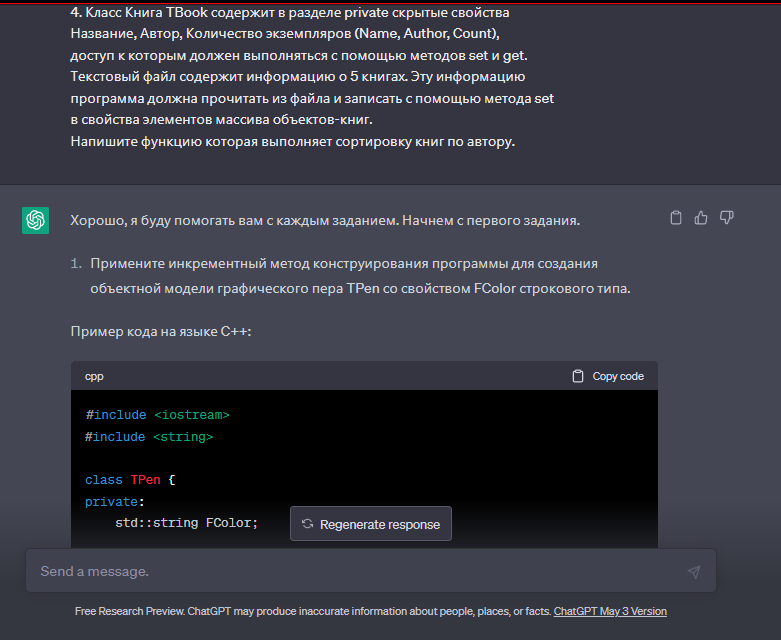 4. Класс Книга TBook содержит в разделе private скрытые свойства
Название, Автор, Количество экземпляров (Name, Author, Count),
доступ к которым должен выполняться с помощью методов set и get.
Текстовый файл содержит информацию о 5 книгах. Эту информацию
программа должна прочитать из файла и записать с помощью метода set
в свойства элементов массива объектов-книг.
Напишите функцию которая выполняет сортировку книг по автору.
Хорошо, я буду помогать вам с каждым заданием. Начнем с первого задания.
1. Примените инкрементный метод конструирования программы для создания
объектной модели графического пера TPen со свойством FColor строкового типа.
Пример кода на языке C++:
cpp
Copy code
#include <iostream>
#include <string>
class TPen {
private:
std::string FColor;
Regenerate response
Send a message.
Free Research Preview. ChatGPT may produce inaccurate information about people, places, or facts. ChatGPT May 3 Version